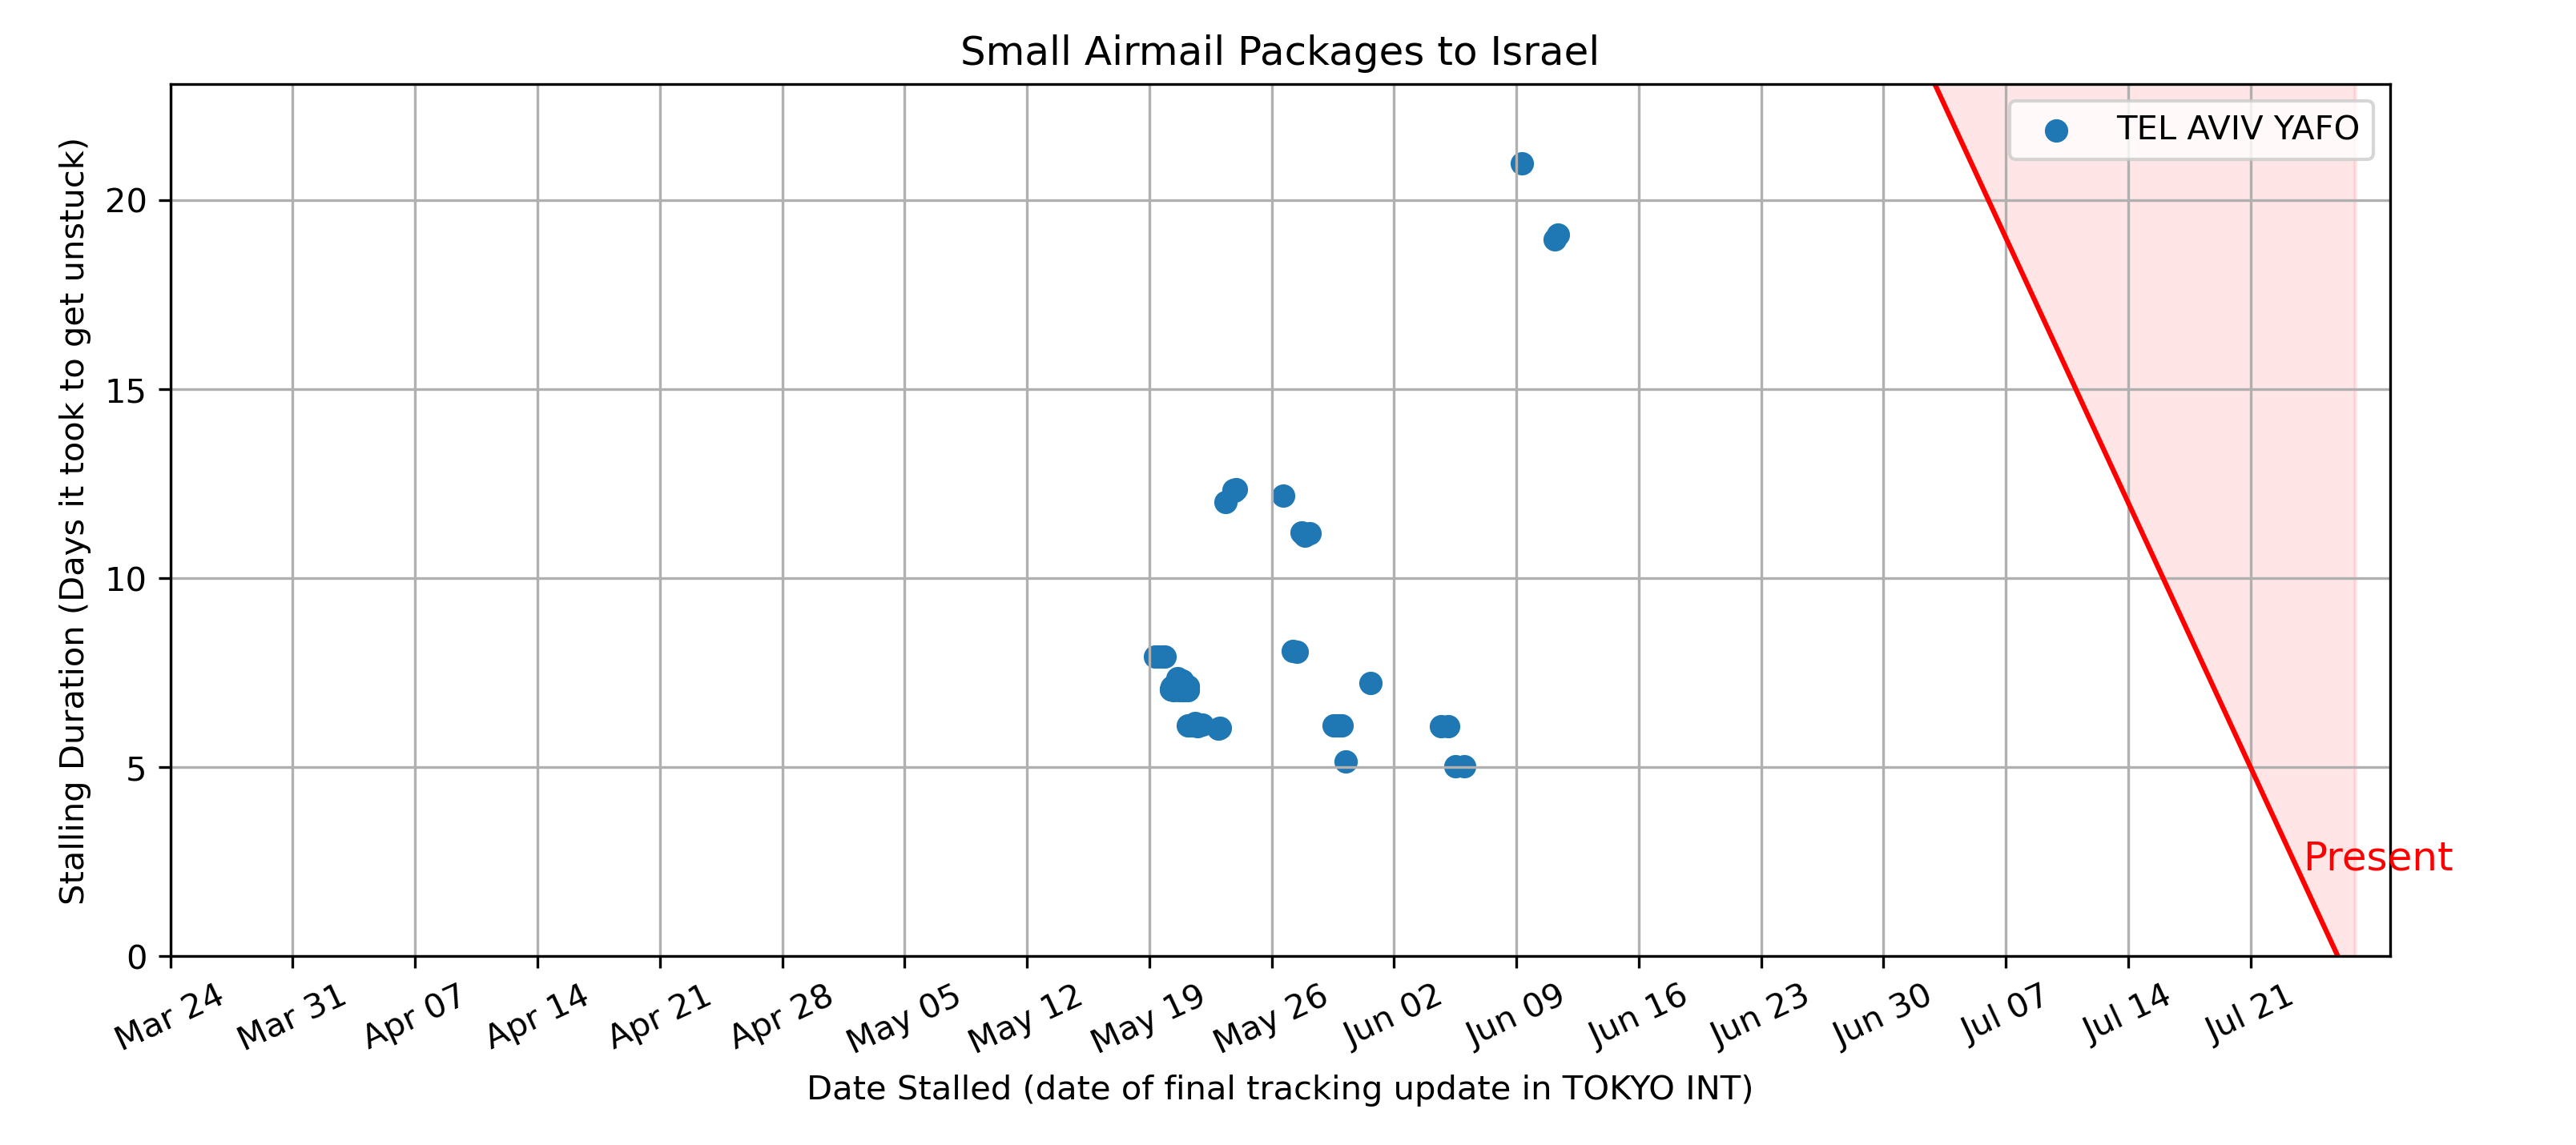 Small Airmail Packages to Israel
TEL AVIV YAFO
Stalling Duration (Days it took to get unstuck)
20
15
10
5
0
Present
Mar 24
Mar 31
Apr 07
Apr 14
Apr 21
Apr 28
May 05
May 12
May 19
May 26
Jun 02
Jun 09
Jun 16
Jun 23
Jun 30
Jul 07
Jul 14
Jul 21
Date Stalled (date of final tracking update in TOKYO INT)